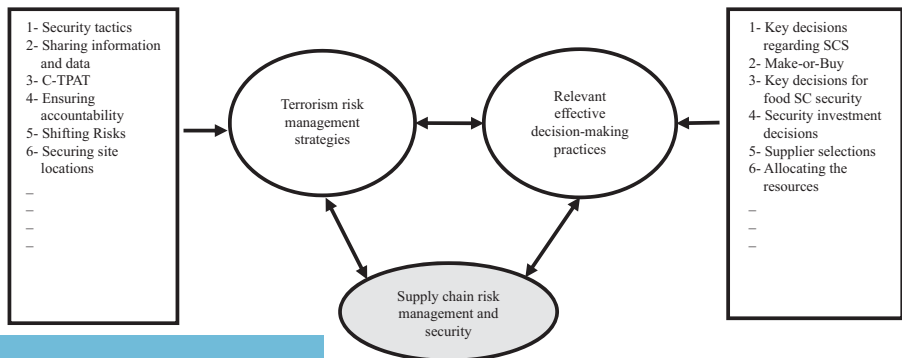 1- Security tactics
2- Sharing information
and data
3- C-TPAT
4- Ensuring
accountability
5- Shifting Risks
6- Securing site
locations
–
–
–
–
Terrorism risk
management
strategies
Relevant
effective
decision-making
practices
1- Key decisions
regarding SCS
2- Make-or-Buy
3- Key decisions for
food SC security
4- Security investment
decisions
5- Supplier selections
6- Allocating the
resources
–
–
–
Supply chain risk
management and
security